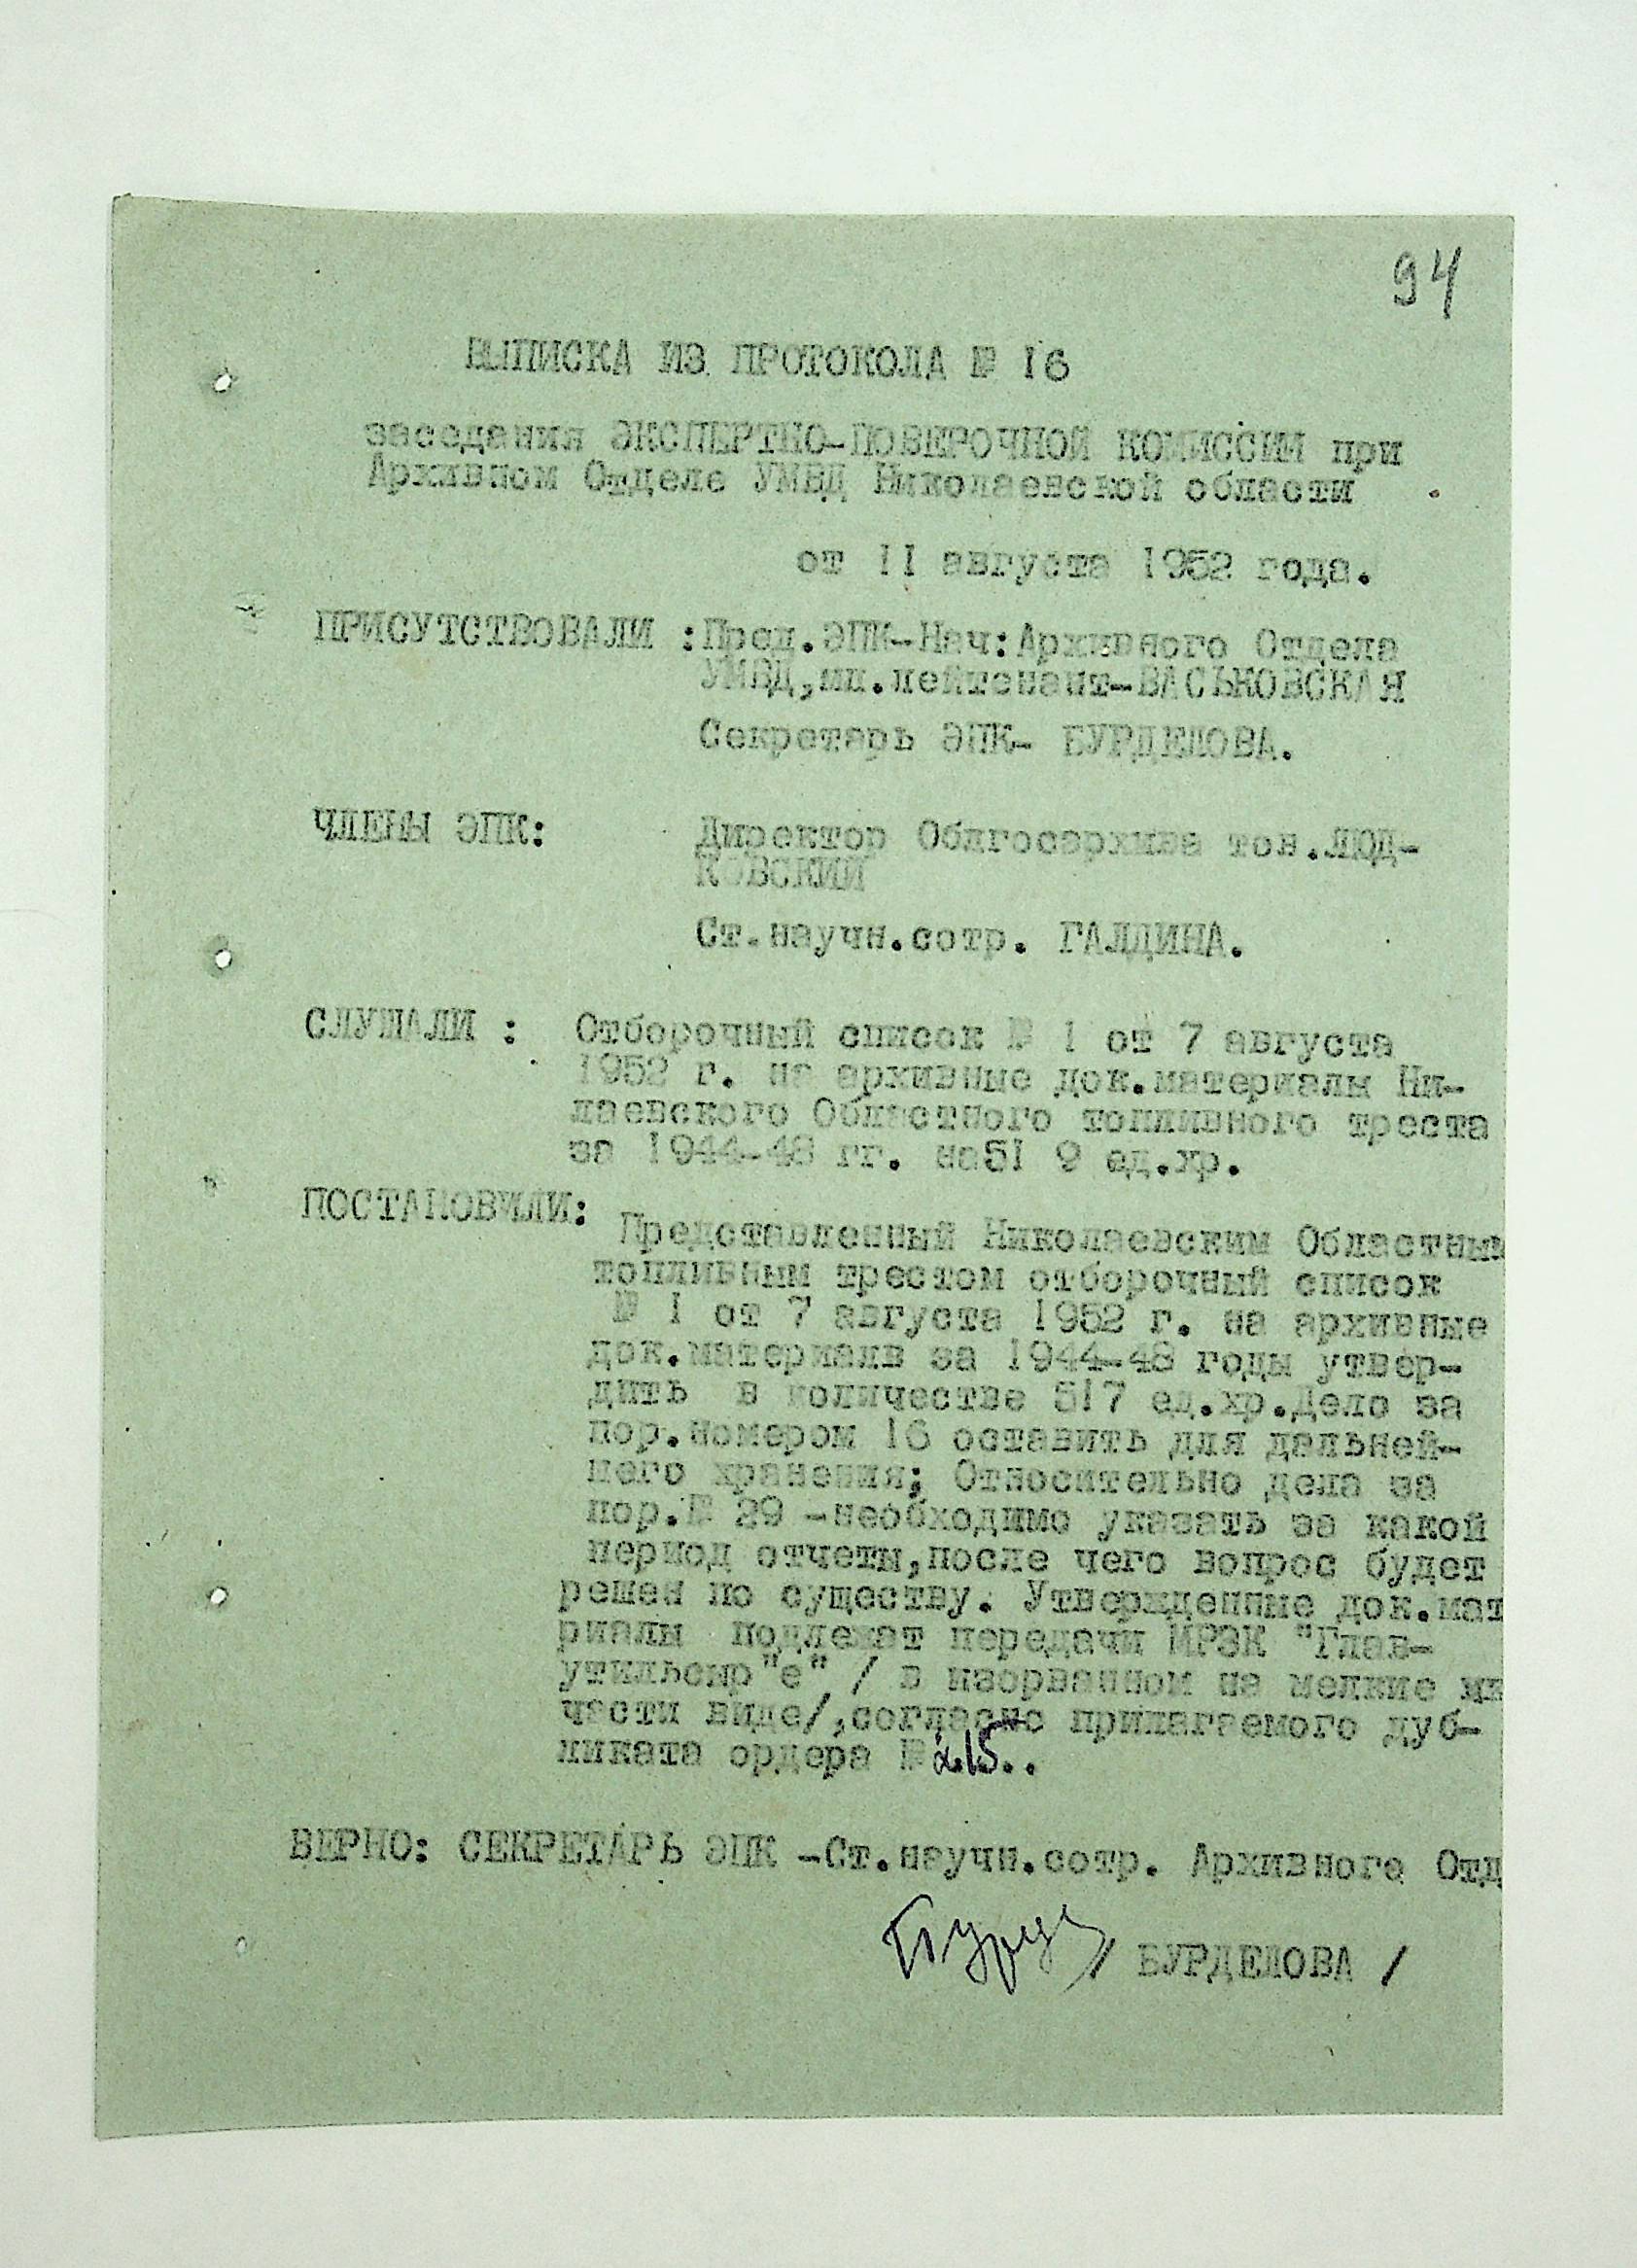 94
ВЫПИСКА ИЗ ПРОТОКОЛА № 16
заседания ЭКСПЕРТНО-ПОВЕРОЧНОЙ КОМИССИИ при
Архивном Отделе УМВД Николаевской области
от 11 августа 1952 года.
ПРИСУТСТВОВАЛИ :Пред.ЭПК-Нач:Архивного Отдела
УМВД,мл.лейтенант-ВАСЬКОВСКАЯ
Секретарь ЭПК- БУРДЕЛОВА.
ЧЛЕНЫ ЭПК: Директор Облгосархива тов.ЛЮД-
КОВСКИЙ
Ст.научн.сотр. ГАЛДИНА.
СЛУШАЛИ : Отборочный список № 1 от 7 августа
1952 г. на архивные док.материалы Ни-
лаевского Областного топливного треста
за 1944-48 гг. на51 9 ед.хр.
ПОСТАНОВИЛИ:
Представленный Николаевским Областным
топливным трестом отборочный список
№ 1 от 7 августа 1952 г. на архивные
док.материалв за 1944-48 годы утвер-
дить в количестве 517 ед.хр.Дело за
пор.номером 16 оставить для дальней-
шего хранения; Относительно дела за
пор.№ 29 -необходимо указать за какой
период отчеты,после чего вопрос будет
решен по существу. Утвержденные док.мат
риалы подлежат передачи МРЭК "Глав-
утильсыр"е" / в изорванном на мелкие
части виде/,согласно прилагаемого дуб-
ликата ордера № 215..
ВЕРНО: СЕКРЕТАРЬ ЭПК -Ст.научн.сотр. Архивного Отд
/ БУРДЕЛОВА /